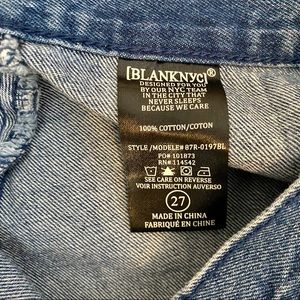 [BLANKNYC]®
DESIGNED FOR YOU
BY OUR NYC TEAM
IN THE CITY THAT
NEVER SLEEPS
BECAUSE WE CARE
100% COTTON/COTON
STYLE/MODELE# 87R-0197BL
PO# 101873
RN# 114542
SEE CARE ON REVERSE
VOIR INSTRUCTION AUVERSO
27
MADE IN CHINA
FABRIQUÉ EN CHINE